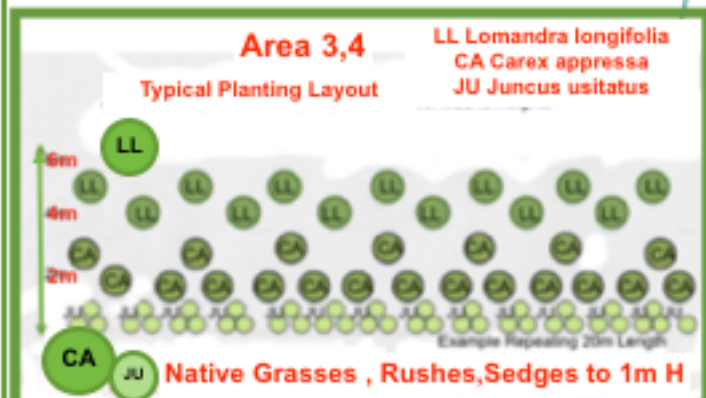 Area 3,4
LL Lomandra longifolia
CA Carex appressa
JU Juncus usitatus
Typical Planting Layout
LL
6m
LL LL LL LL LL LL LL
4m
LL LL LL LL LL LL
CA CA CA CA CA CA CA
2m
CA CA CA CA CA CA CA CA CA CA CA CA
Example Repeating 20m Length
CA JU Native Grasses , Rushes,Sedges to 1m H